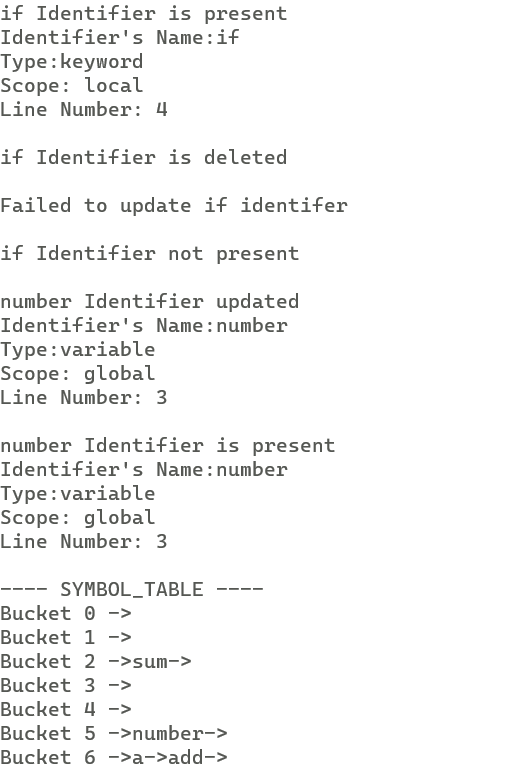 if Identifier is present
Identifier's Name:if
Type:keyword
Scope: local
Line Number: 4
if Identifier is deleted
Failed to update if identifer
if Identifier not present
number Identifier updated
Identifier's Name:number
Type:variable
Scope: global
Line Number: 3
number Identifier is present
Identifier's Name:number
Type:variable
Scope: global
Line Number: 3
---- SYMBOL_TABLE ----
Bucket 0 ->
Bucket 1 ->
Bucket 2 ->sum->
Bucket 3 ->
Bucket 4 ->
Bucket 5 ->number->
Bucket 6 ->a->add->